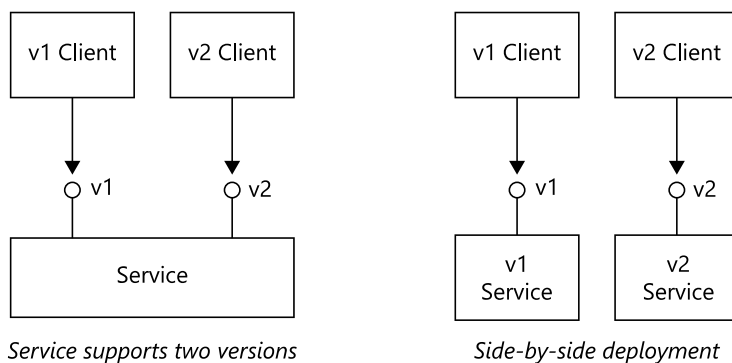 v1 Client
v2 Client
v1 Client
v2 Client
v1
v2
v1
v2
Service
v1
Service
v2
Service
Service supports two versions
Side-by-side deployment